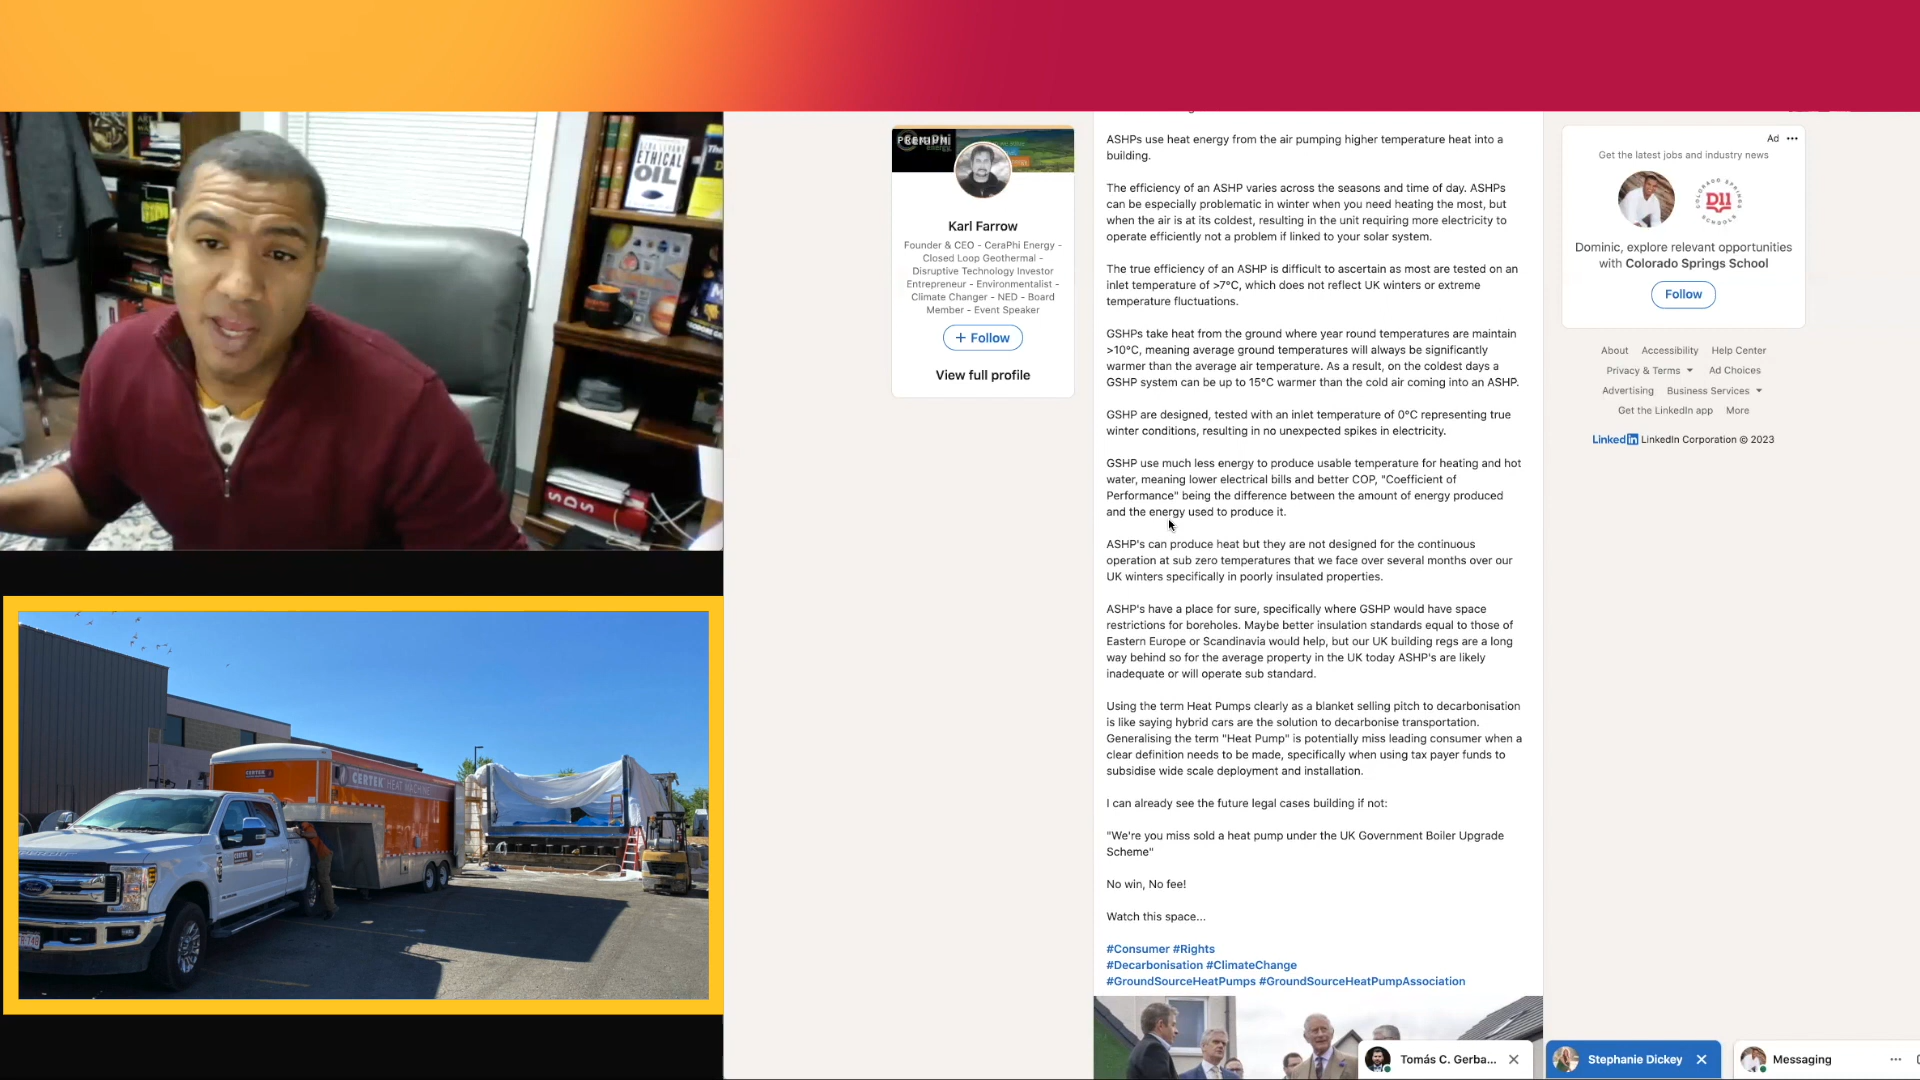 ETHICAL
OIL
SDS
CERTEK
CERTEK HEAT MACHINE
Karl Farrow
Founder & CEO - CeraPhi Energy -
Closed Loop Geothermal -
Disruptive Technology Investor
Entrepreneur - Environmentalist -
Climate Changer - NED - Board
Member - Event Speaker
+ Follow
View full profile
ASHPs use heat energy from the air pumping higher temperature heat into a
building.
The efficiency of an ASHP varies across the seasons and time of day. ASHPs
can be especially problematic in winter when you need heating the most, but
when the air is at its coldest, resulting in the unit requiring more electricity to
operate efficiently not a problem if linked to your solar system.
The true efficiency of an ASHP is difficult to ascertain as most are tested on an
inlet temperature of >7°C, which does not reflect UK winters or extreme
temperature fluctuations.
GSHPs take heat from the ground where year round temperatures are maintain
>10°C, meaning average ground temperatures will always be significantly
warmer than the average air temperature. As a result, on the coldest days a
GSHP system can be up to 15°C warmer than the cold air coming into an ASHP.
GSHP are designed, tested with an inlet temperature of 0°C representing true
winter conditions, resulting in no unexpected spikes in electricity.
GSHP use much less energy to produce usable temperature for heating and hot
water, meaning lower electrical bills and better COP, "Coefficient of
Performance" being the difference between the amount of energy produced
and the energy used to produce it.
ASHP's can produce heat but they are not designed for the continuous
operation at sub zero temperatures that we face over several months over our
UK winters specifically in poorly insulated properties.
ASHP's have a place for sure, specifically where GSHP would have space
restrictions for boreholes. Maybe better insulation standards equal to those of
Eastern Europe or Scandinavia would help, but our UK building regs are a long
way behind so for the average property in the UK today ASHP's are likely
inadequate or will operate sub standard.
Using the term Heat Pumps clearly as a blanket selling pitch to decarbonisation
is like saying hybrid cars are the solution to decarbonise transportation.
Generalising the term "Heat Pump" is potentially miss leading consumer when a
clear definition needs to be made, specifically when using tax payer funds to
subsidise wide scale deployment and installation.
I can already see the future legal cases building if not:
"We're you miss sold a heat pump under the UK Government Boiler Upgrade
Scheme"
No win, No fee!
Watch this space...
#Consumer #Rights
#Decarbonisation #ClimateChange
#GroundSourceHeatPumps #GroundSourceHeatPumpAssociation
Ad
Get the latest jobs and industry news
COLORADO SPRINGS
D11
SCHOOLS
Dominic, explore relevant opportunities
with Colorado Springs School
Follow
About Accessibility Help Center
Privacy & Terms Ad Choices
Advertising Business Services
Get the LinkedIn app More
LinkedIn LinkedIn Corporation © 2023
Tomás C. Gerba...
Stephanie Dickey
Messaging